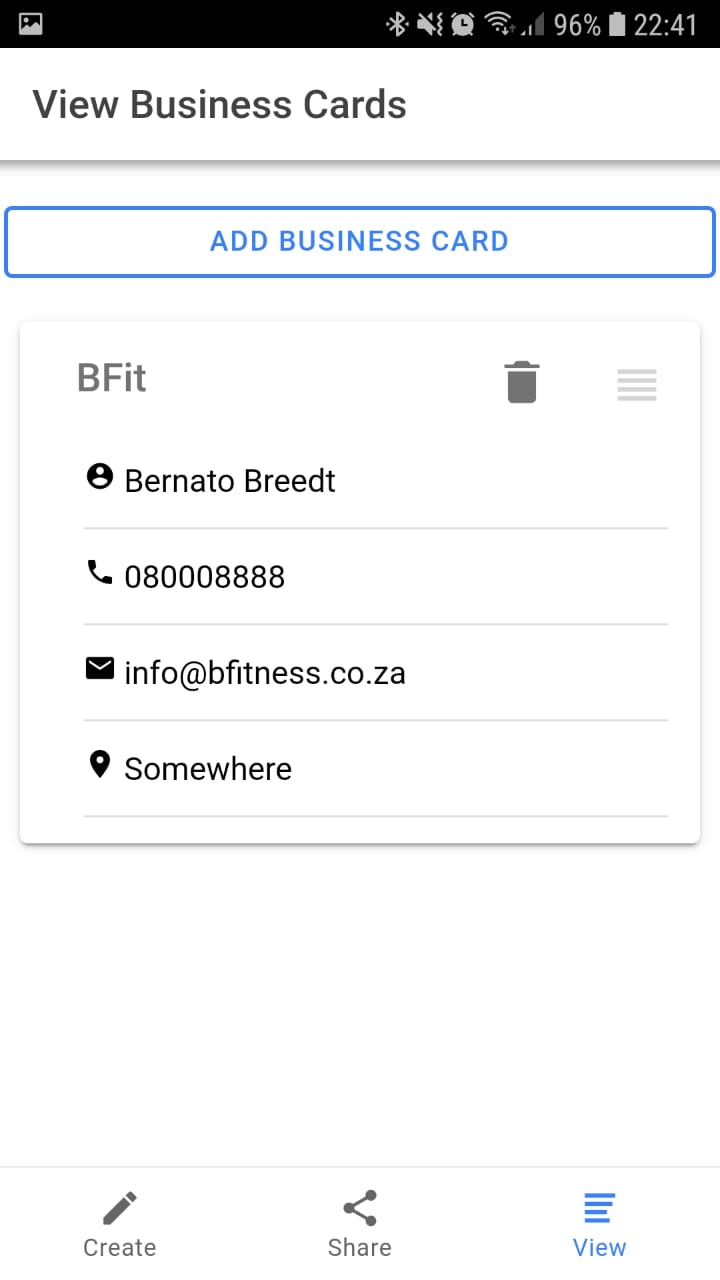 96% 22:41
View Business Cards
ADD BUSINESS CARD
BFit
Bernato Breedt
080008888
info@bfitness.co.za
Somewhere
Create Share View